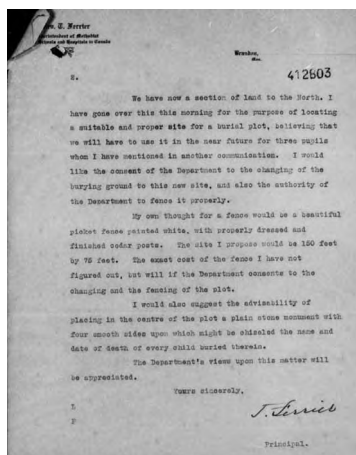 T. Ferrier
Superintendent of Methodist
Schools and Hospitals in Canada
Brandon,
Man.
412803
2.
We have now a section of land to the North. I
have gone over this this morning for the purpose of locating
a suitable and proper site for a burial plot, believing that
we will have to use it in the near future for three pupils
whom I have mentioned in another communication. I would
like the consent of the Department to the changing of the
burying ground to this new site, and also the authority of
the Department to fence it properly.
My own thought for a fence would be a beautiful
picket fence painted white, with properly dressed and
finished cedar posts. The site I propose would be 150 feet
by 75 feet. The exact cost of the fence I have not
figured out, but will if the Department consents to the
changing and the fencing of the plot.
I would also suggest the advisability of
placing in the centre of the plot a plain stone monument with
four smooth sides upon which might be chiseled the name and
date of death of every child buried therein.
The Department's views upon this matter will
be appreciated.
Yours sincerely,
T. Ferrier
Principal.